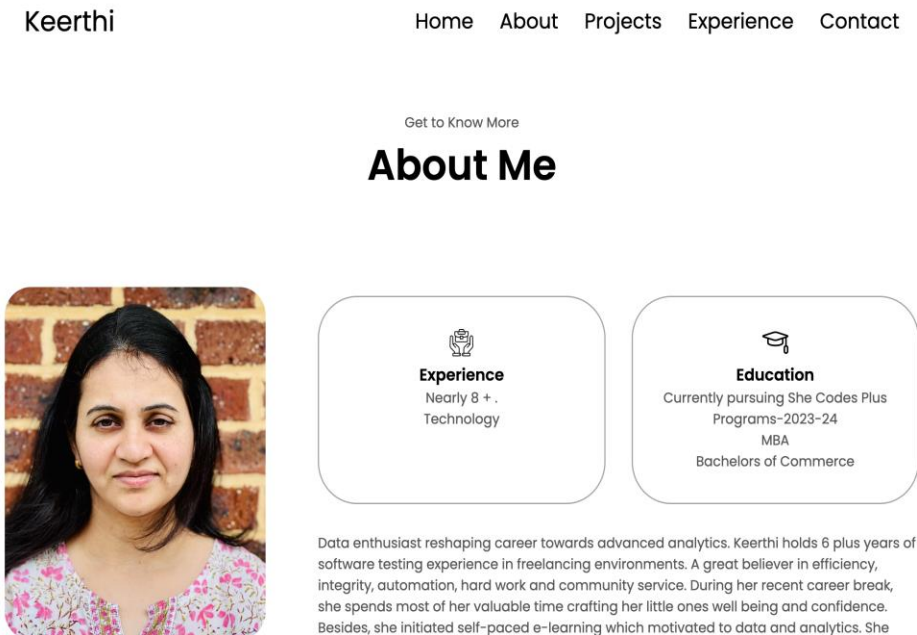 Keerthi
Home About Projects Experience Contact
Get to Know More
About Me
Experience
Nearly 8 + .
Technology
Education
Currently pursuing She Codes Plus
Programs-2023-24
MBA
Bachelors of Commerce
Data enthusiast reshaping career towards advanced analytics. Keerthi holds 6 plus years of
software testing experience in freelancing environments. A great believer in efficiency,
integrity, automation, hard work and community service. During her recent career break,
she spends most of her valuable time crafting her little ones well being and confidence.
Besides, she initiated self-paced e-learning which motivated to data and analytics. She